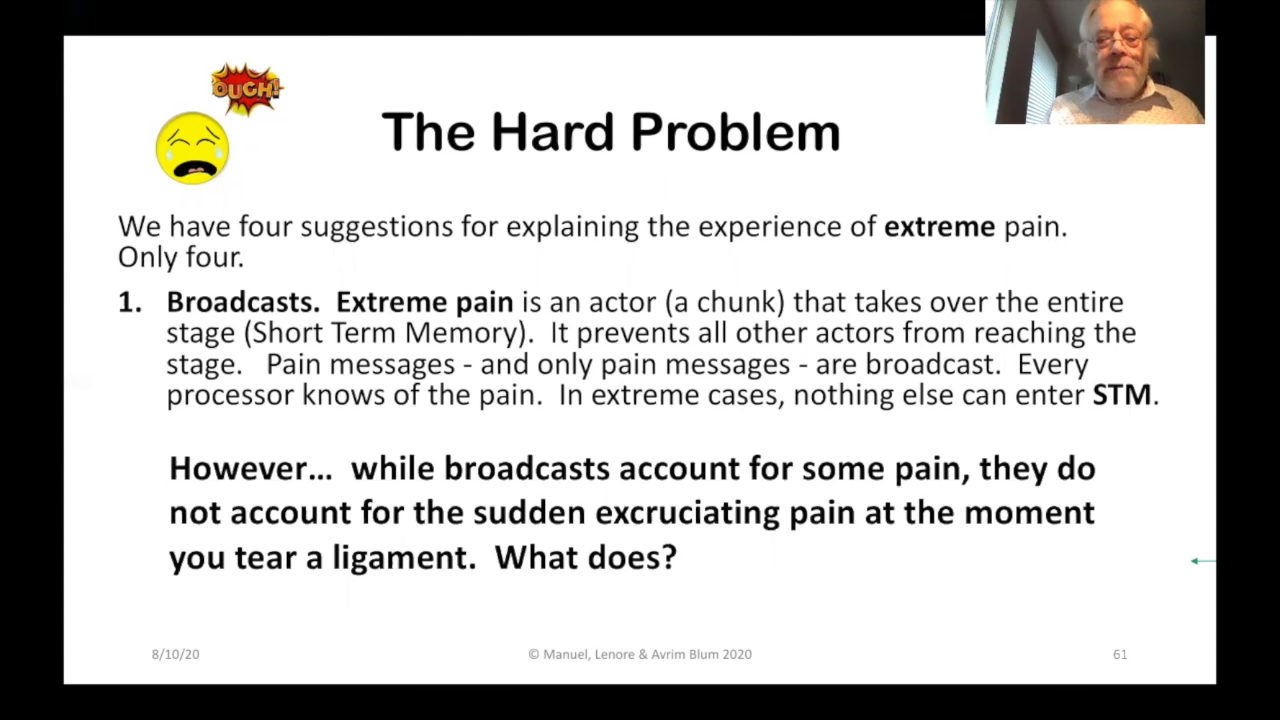 OUGH!
The Hard Problem
We have four suggestions for explaining the experience of extreme pain.
Only four.
1. Broadcasts. Extreme pain is an actor (a chunk) that takes over the entire
stage (Short Term Memory). It prevents all other actors from reaching the
stage. Pain messages - and only pain messages - are broadcast. Every
processor knows of the pain. In extreme cases, nothing else can enter STM.
However... while broadcasts account for some pain, they do
not account for the sudden excruciating pain at the moment
you tear a ligament. What does?
8/10/20
© Manuel, Lenore & Avrim Blum 2020
61